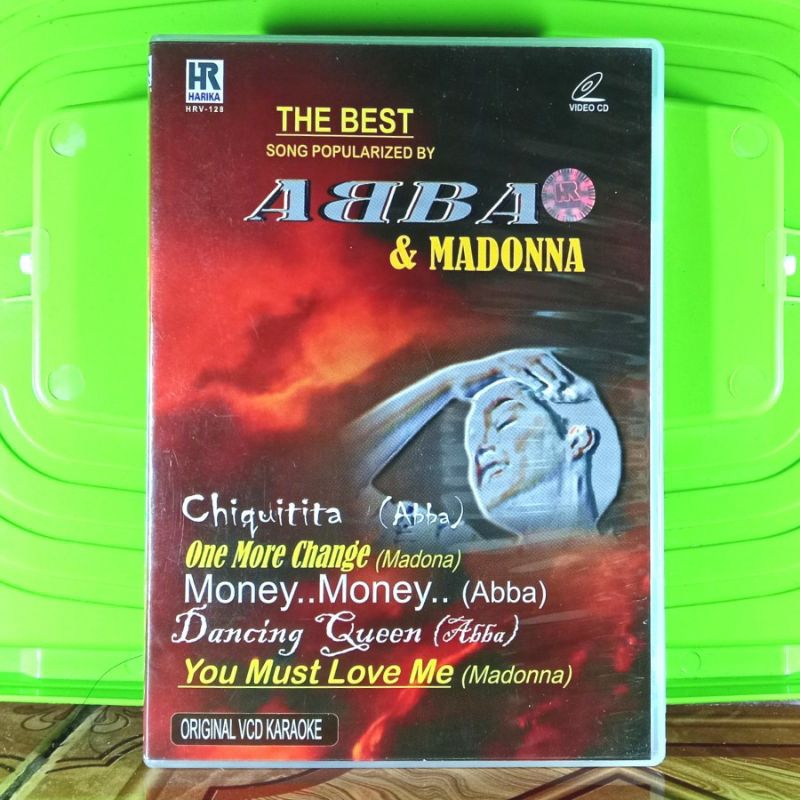 HR
HARIKA
HRV-128
VIDEO CD
THE BEST
SONG POPULARIZED BY
ABBA
HR
& MADONNA
Chiquitita (Abba)
One More Change (Madona)
Money..Money.. (Abba)
Dancing Queen (Abba)
You Must Love Me (Madonna)
ORIGINAL VCD KARAOKE